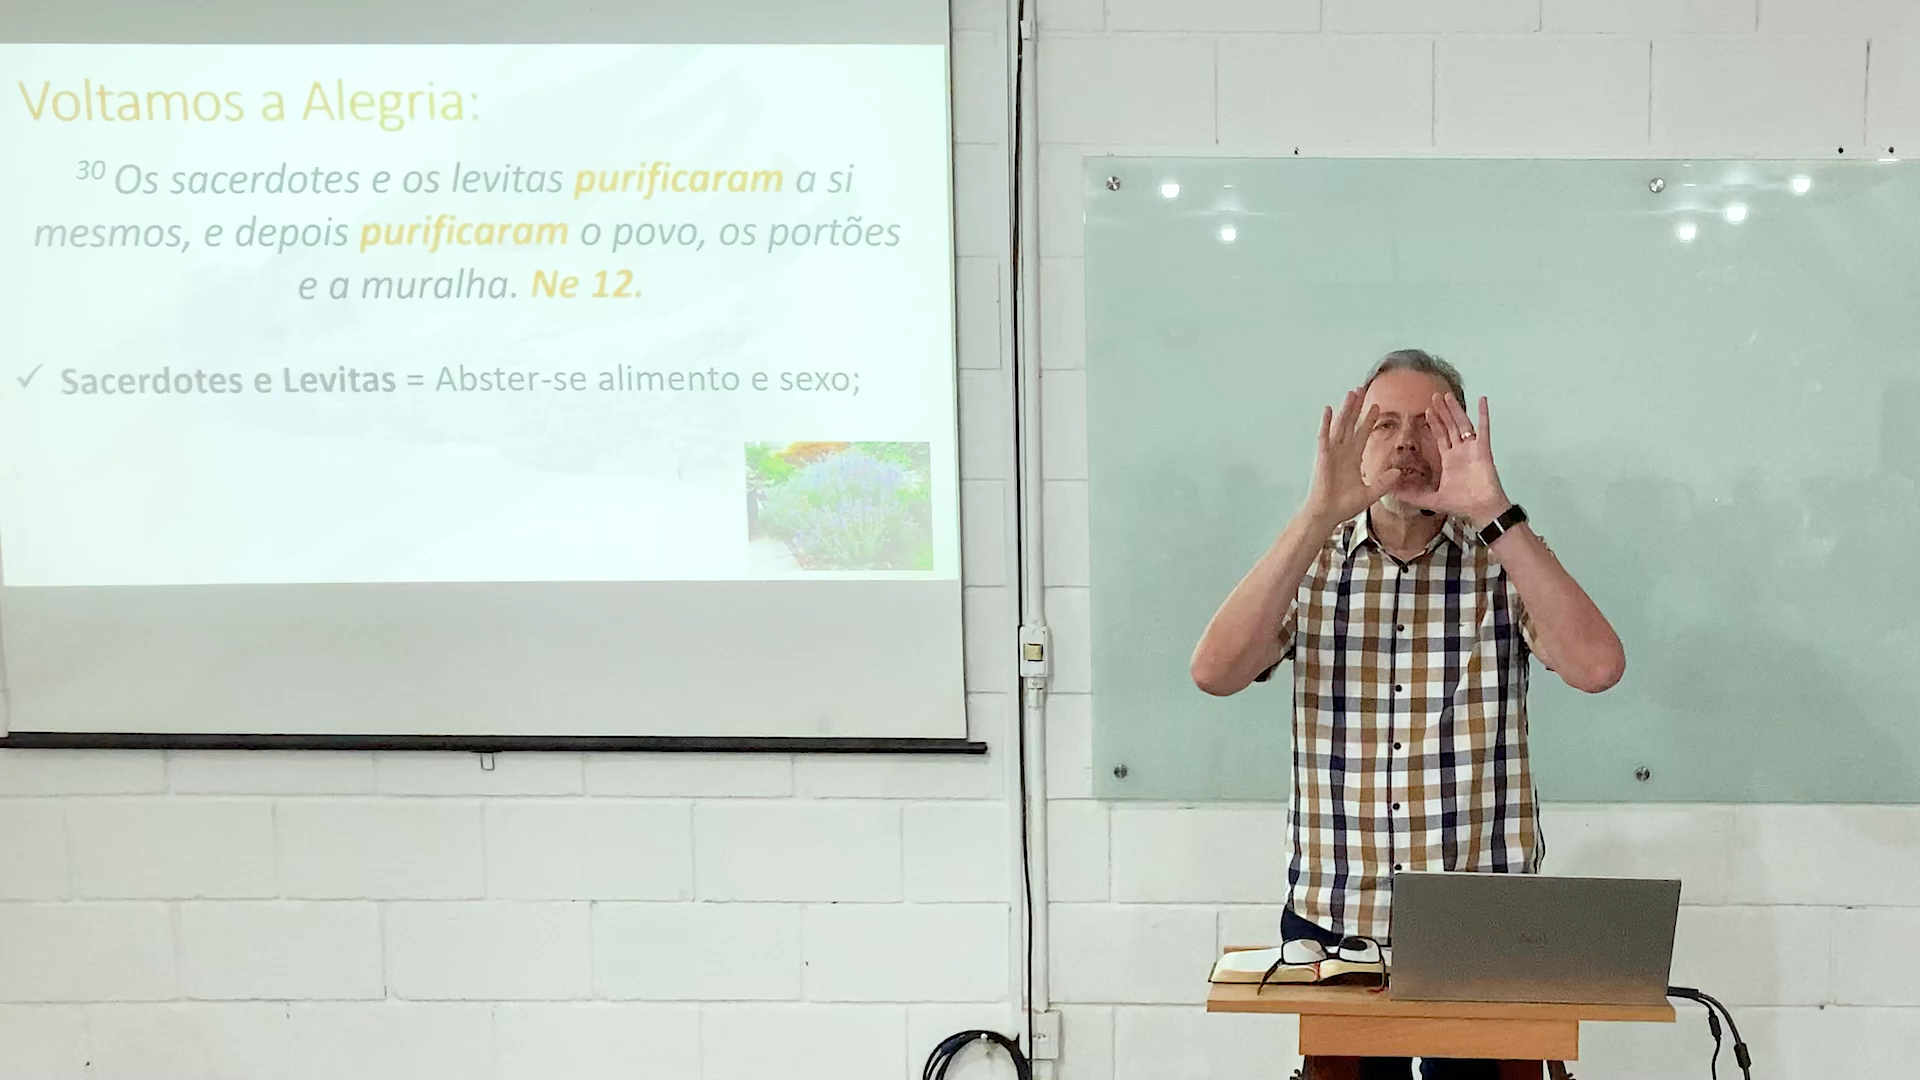 Voltamos a Alegria:
30 Os sacerdotes e os levitas purificaram a si
mesmos, e depois purificaram o povo, os portões
e a muralha. Ne 12.
✓ Sacerdotes e Levitas = Abster-se alimento e sexo;